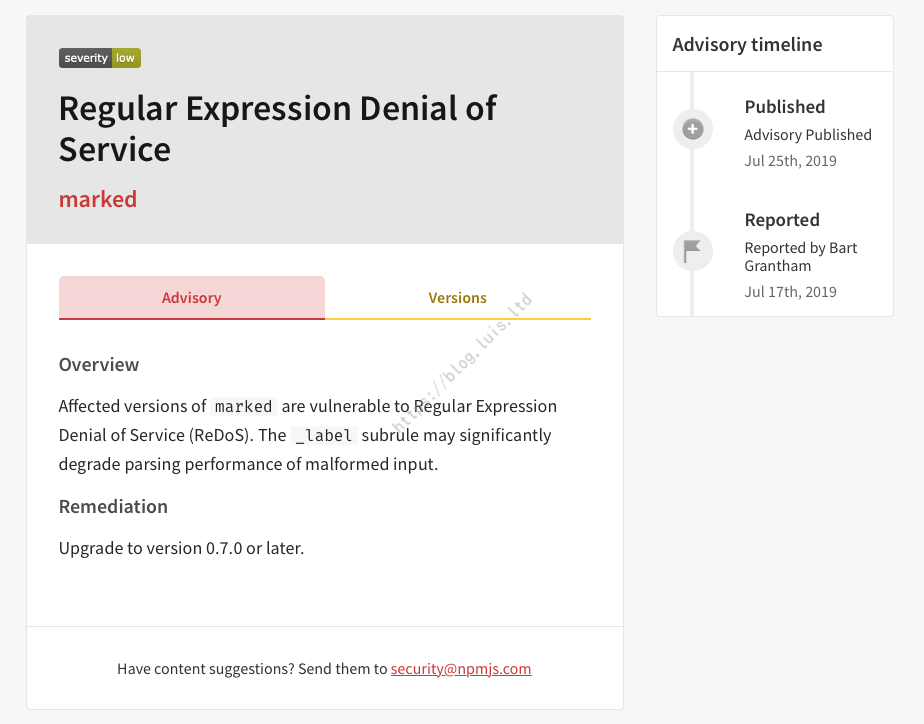 severity low
Regular Expression Denial of
Service
marked
Advisory
Versions
Overview
Affected versions of marked are vulnerable to Regular Expression
Denial of Service (ReDoS). The _label subrule may significantly
degrade parsing performance of malformed input.
Remediation
Upgrade to version 0.7.0 or later.
Have content suggestions? Send them to security@npmjs.com
https://blog.luis.ltd
Advisory timeline
Published
Advisory Published
Jul 25th, 2019
Reported
Reported by Bart
Grantham
Jul 17th, 2019